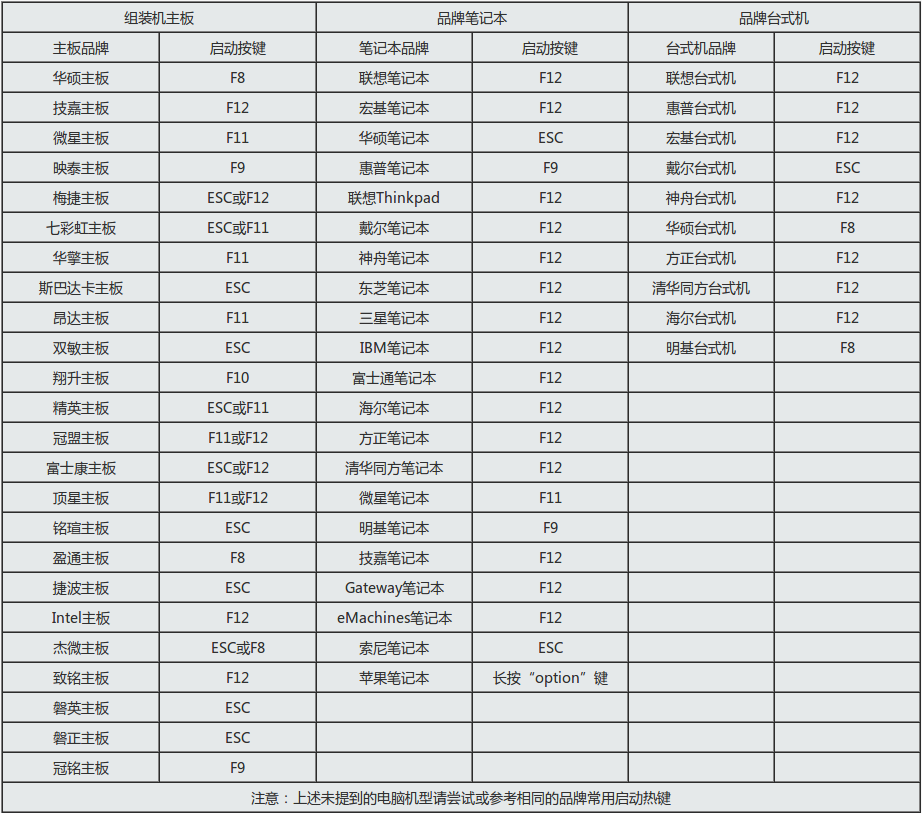 组装机主板 品牌笔记本 品牌台式机
主板品牌 启动按键 笔记本品牌 启动按键 台式机品牌 启动按键
华硕主板 F8 联想笔记本 F12 联想台式机 F12
技嘉主板 F12 宏基笔记本 F12 惠普台式机 F12
微星主板 F11 华硕笔记本 ESC 宏基台式机 F12
映泰主板 F9 惠普笔记本 F9 戴尔台式机 ESC
梅捷主板 ESC或F12 联想Thinkpad F12 神舟台式机 F12
七彩虹主板 ESC或F11 戴尔笔记本 F12 华硕台式机 F8
华擎主板 F11 神舟笔记本 F12 方正台式机 F12
斯巴达卡主板 ESC 东芝笔记本 F12 清华同方台式机 F12
昂达主板 F11 三星笔记本 F12 海尔台式机 F12
双敏主板 ESC IBM笔记本 F12 明基台式机 F8
翔升主板 F10 富士通笔记本 F12
精英主板 ESC或F11 海尔笔记本 F12
冠盟主板 F11或F12 方正笔记本 F12
富士康主板 ESC或F12 清华同方笔记本 F12
顶星主板 F11或F12 微星笔记本 F11
铭瑄主板 ESC 明基笔记本 F9
盈通主板 F8 技嘉笔记本 F12
捷波主板 ESC Gateway笔记本 F12
Intel主板 F12 eMachines笔记本 F12
杰微主板 ESC或F8 索尼笔记本 ESC
致铭主板 F12 苹果笔记本 长按“option”键
磐英主板 ESC
磐正主板 ESC
冠铭主板 F9
注意：上述未提到的电脑机型请尝试或参考相同的品牌常用启动热键